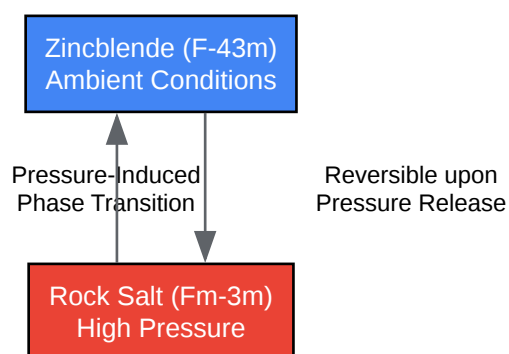 Zincblende (F-43m)
Ambient Conditions
Pressure-Induced
Phase Transition
Reversible upon
Pressure Release
Rock Salt (Fm-3m)
High Pressure